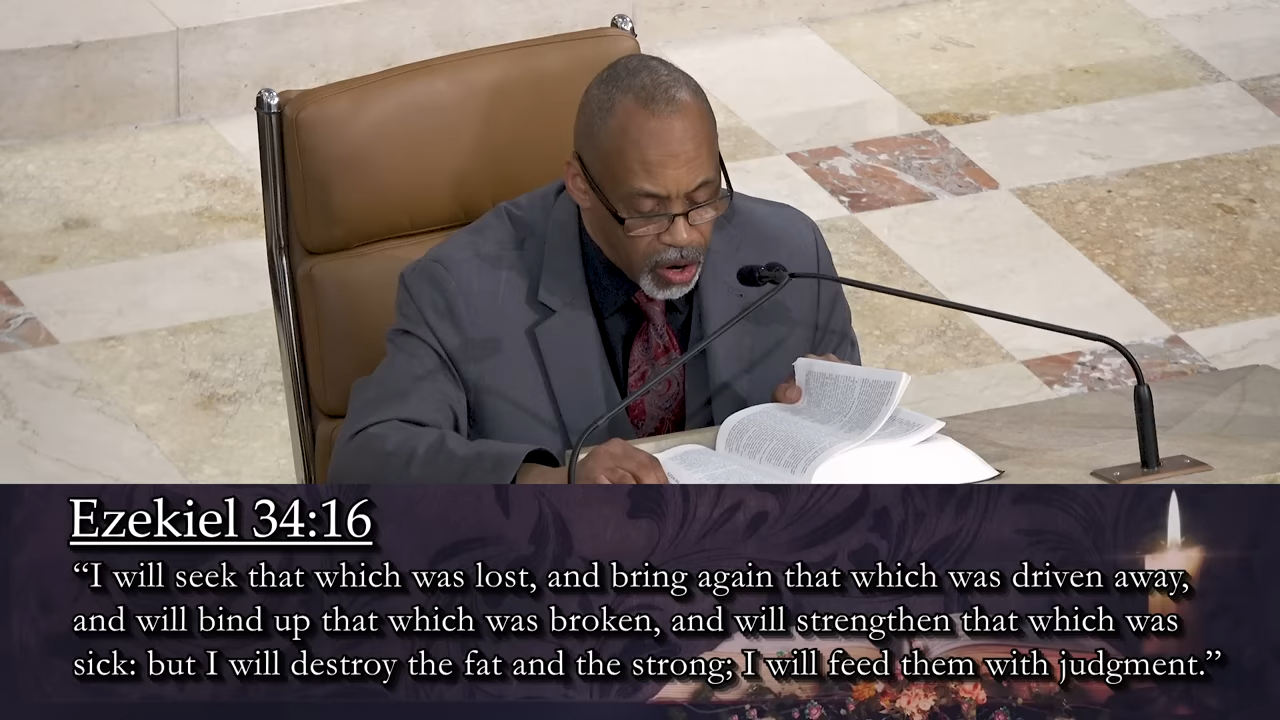 Ezekiel 34:16
“I will seek that which was lost, and bring again that which was driven away,
and will bind up that which was broken, and will strengthen that which was
sick: but I will destroy the fat and the strong; I will feed them with judgment.”